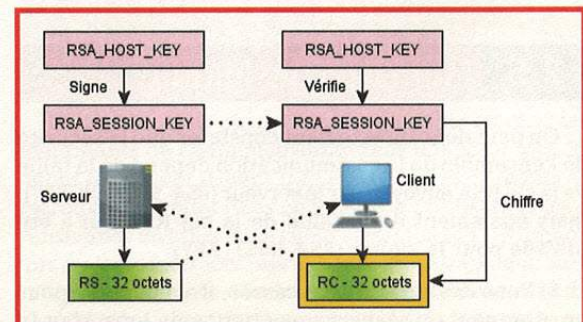 RSA_HOST_KEY
RSA_HOST_KEY
Signe
Vérifie
RSA_SESSION_KEY
RSA_SESSION_KEY
Serveur
Client
Chiffre
RS - 32 octets
RC - 32 octets